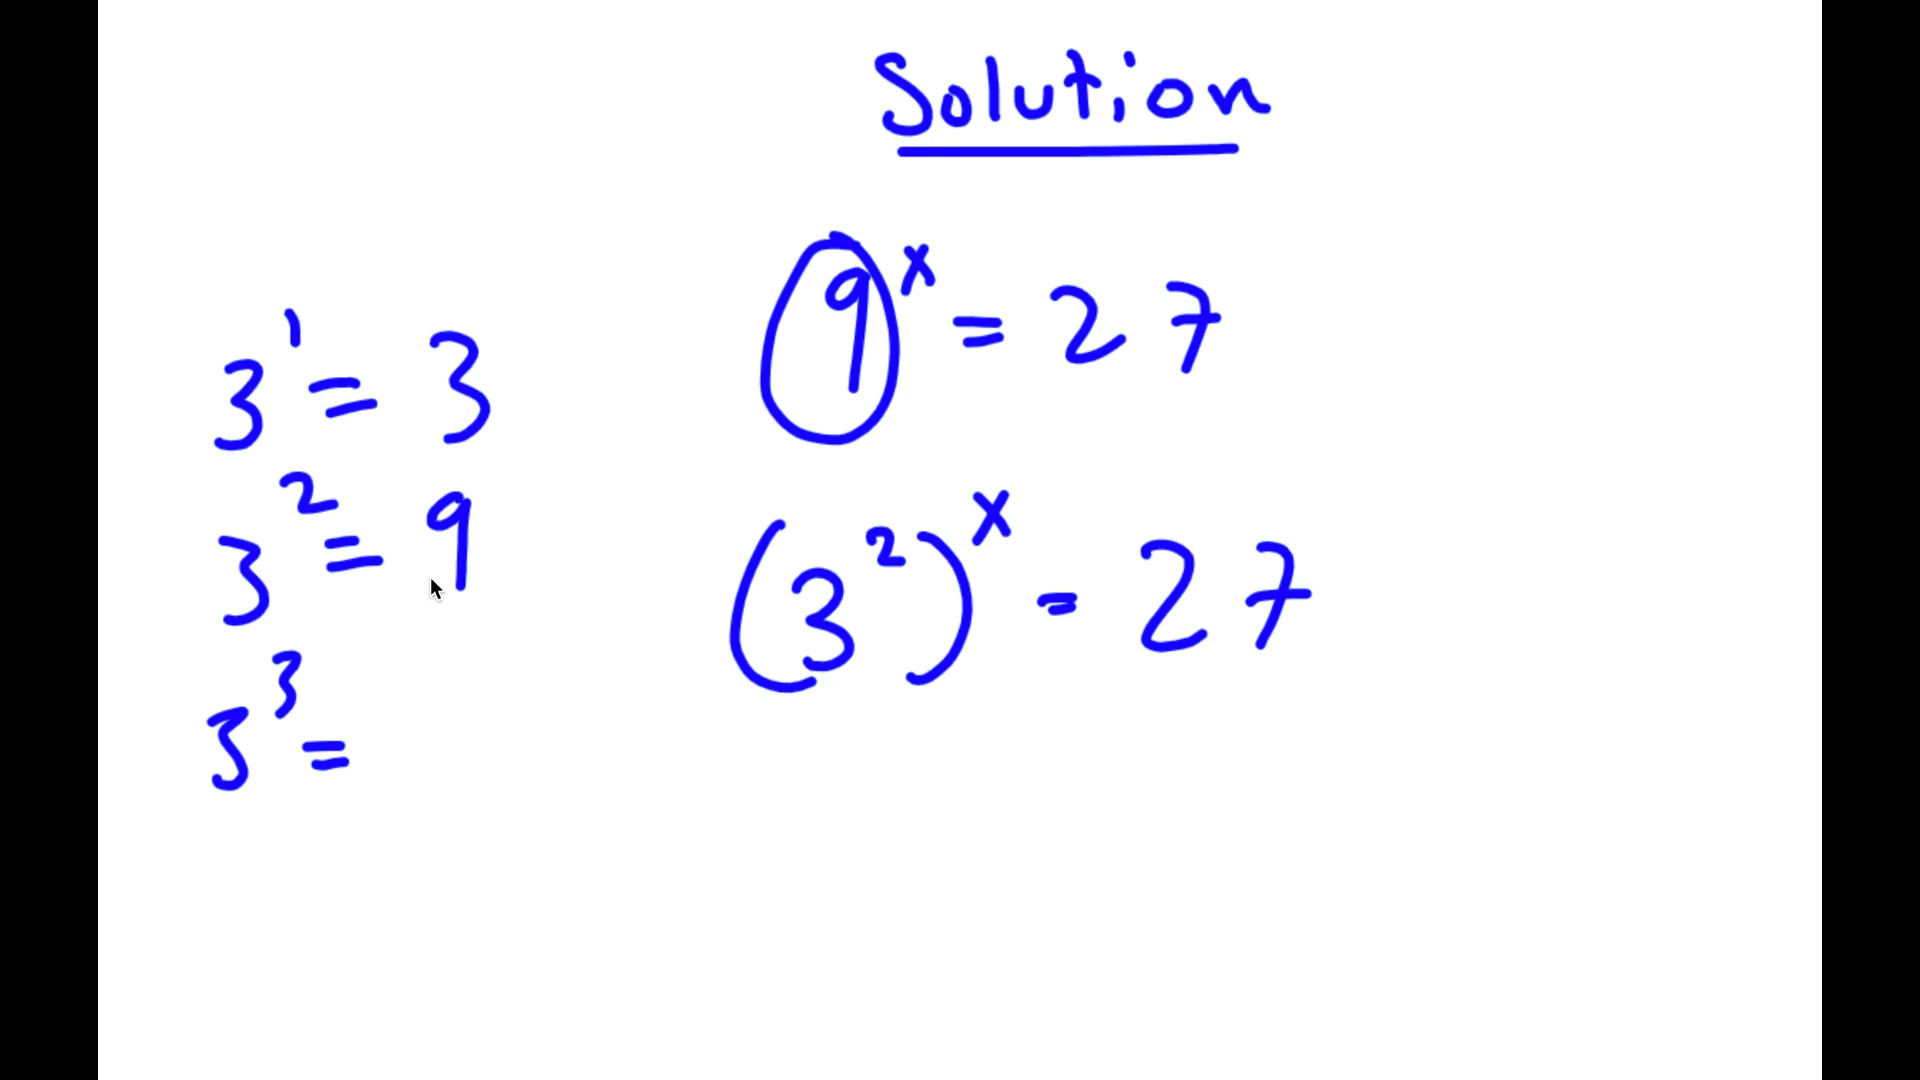 Solution
9^x = 27
3^1 = 3
3^2 = 9
(3^2)^x = 27
3^3 =